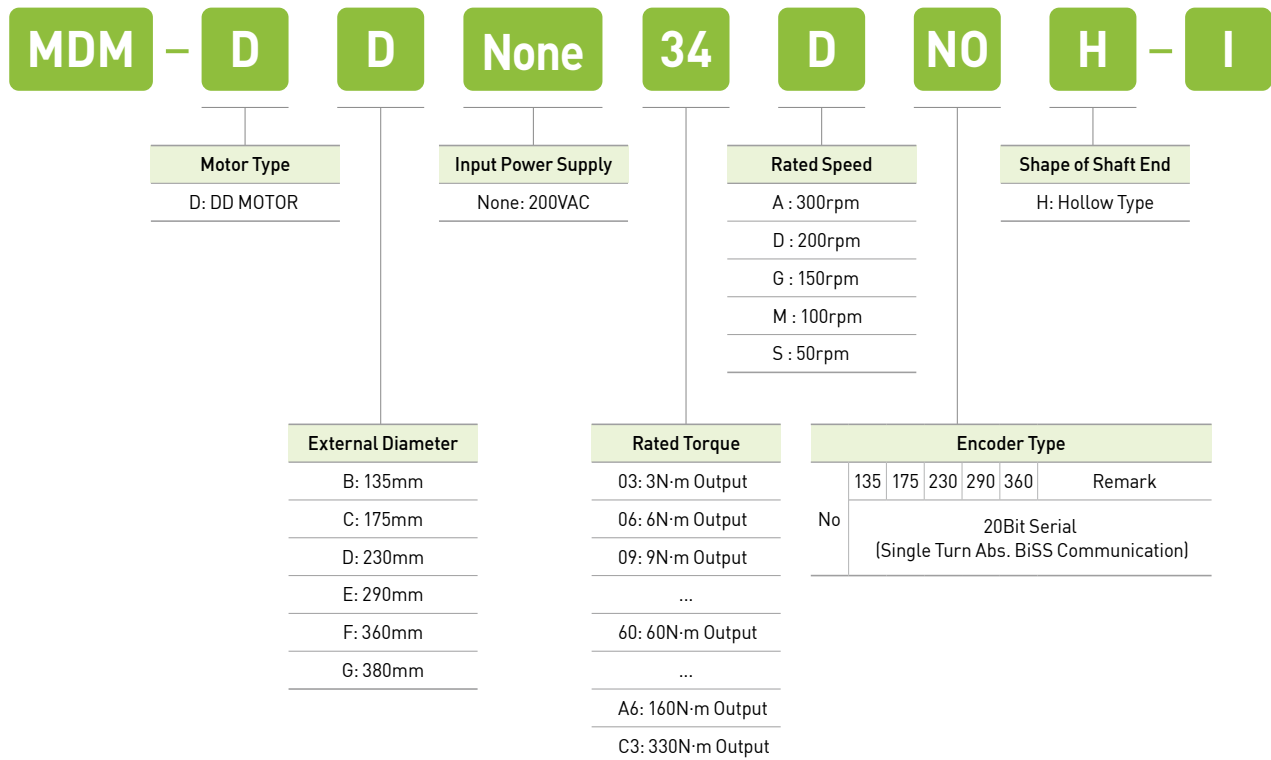 MDM – D D None 34 D NO H – I
Motor Type
D: DD MOTOR
Input Power Supply
None: 200VAC
Rated Speed
A : 300rpm
D : 200rpm
G : 150rpm
M : 100rpm
S : 50rpm
Shape of Shaft End
H: Hollow Type
External Diameter
B: 135mm
C: 175mm
D: 230mm
E: 290mm
F: 360mm
G: 380mm
Rated Torque
03: 3N·m Output
06: 6N·m Output
09: 9N·m Output
...
60: 60N·m Output
...
A6: 160N·m Output
C3: 330N·m Output
Encoder Type
135 175 230 290 360 Remark
No
20Bit Serial
(Single Turn Abs. BiSS Communication)